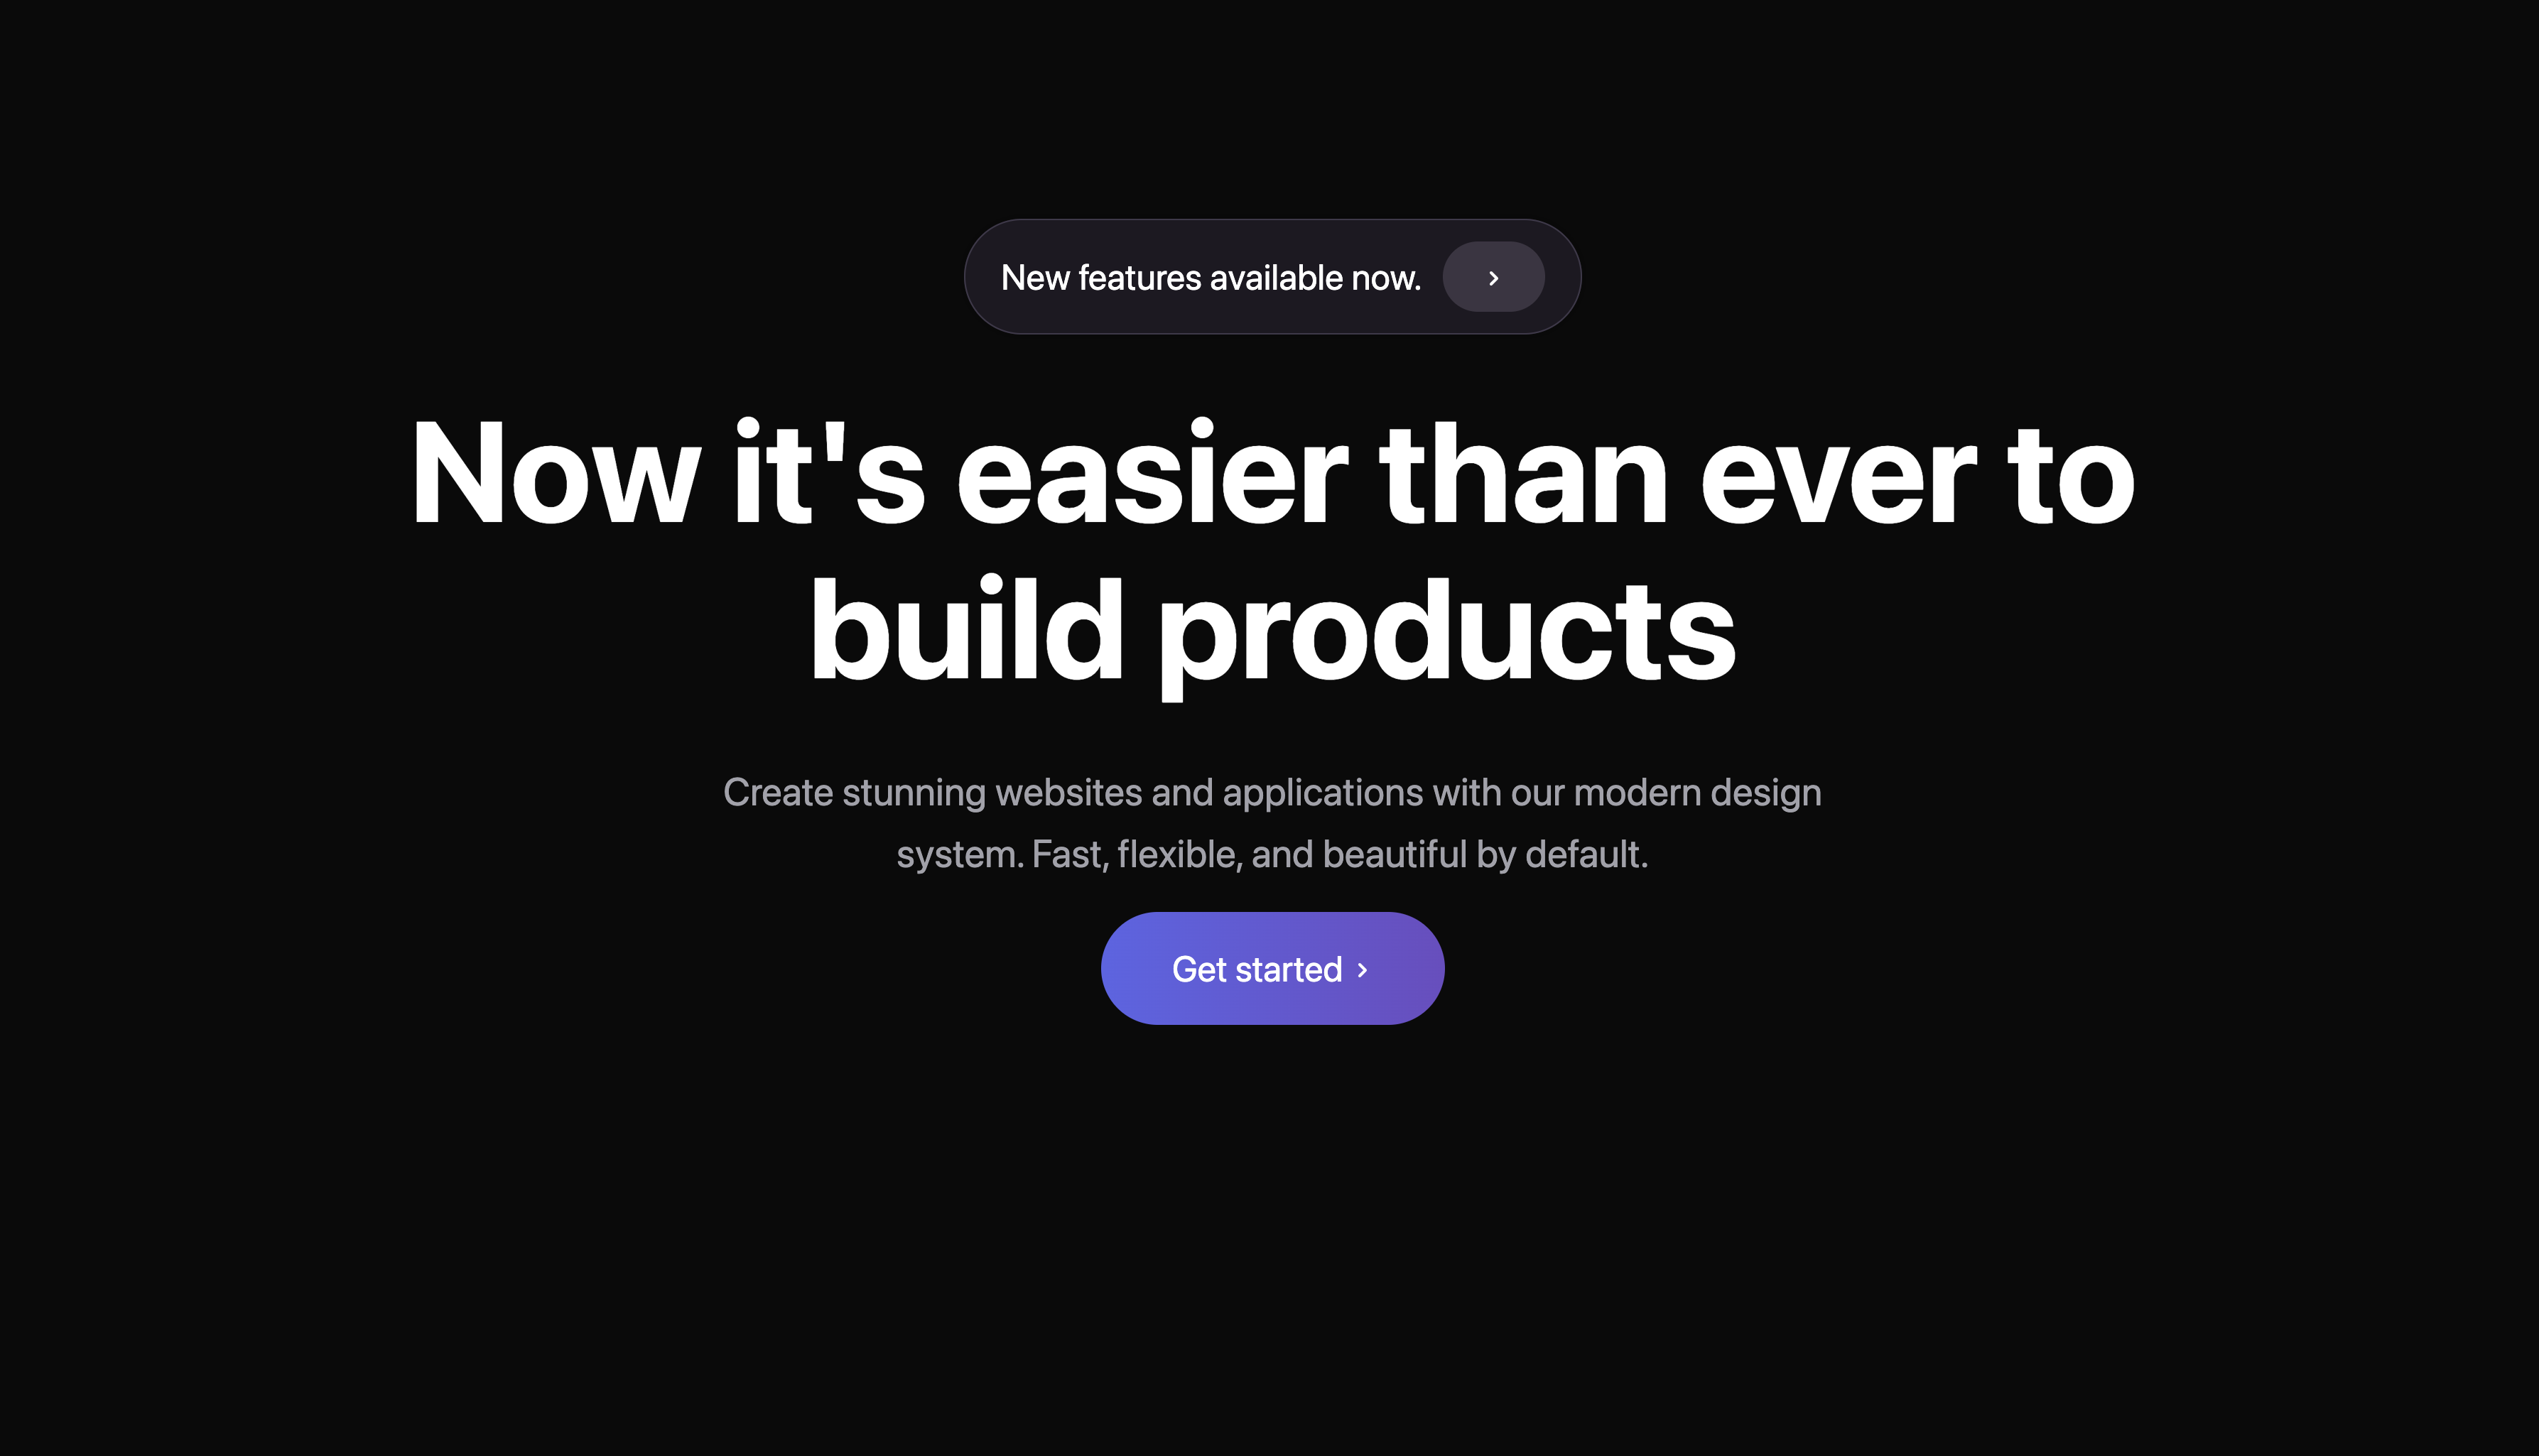 New features available now.
Now it's easier than ever to
build products
Create stunning websites and applications with our modern design
system. Fast, flexible, and beautiful by default.
Get started ›